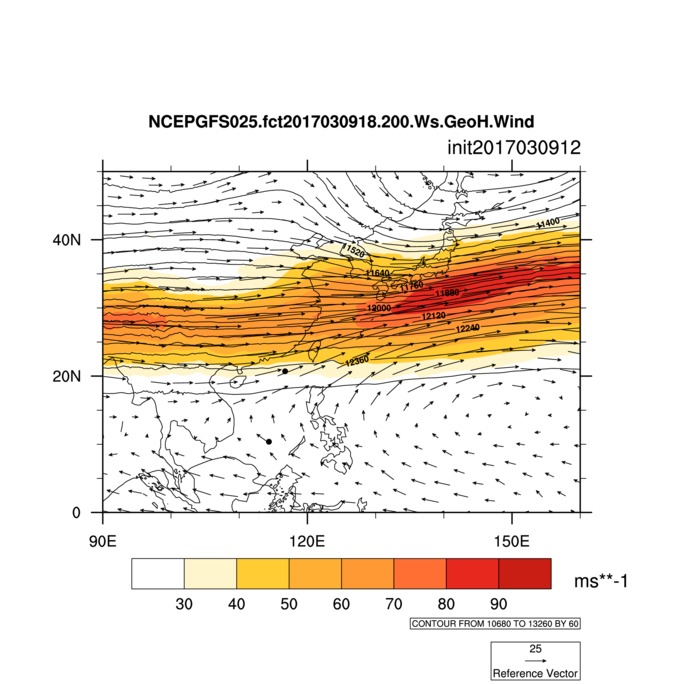 NCEPGFS025.fct2017030918.200.Ws.GeoH.Wind
init2017030912
11400
40N
11520
11640
11760
11880
12000
12120
12240
12360
20N
0
90E 120E 150E
ms**-1
30 40 50 60 70 80 90
CONTOUR FROM 10680 TO 13260 BY 60
25
Reference Vector